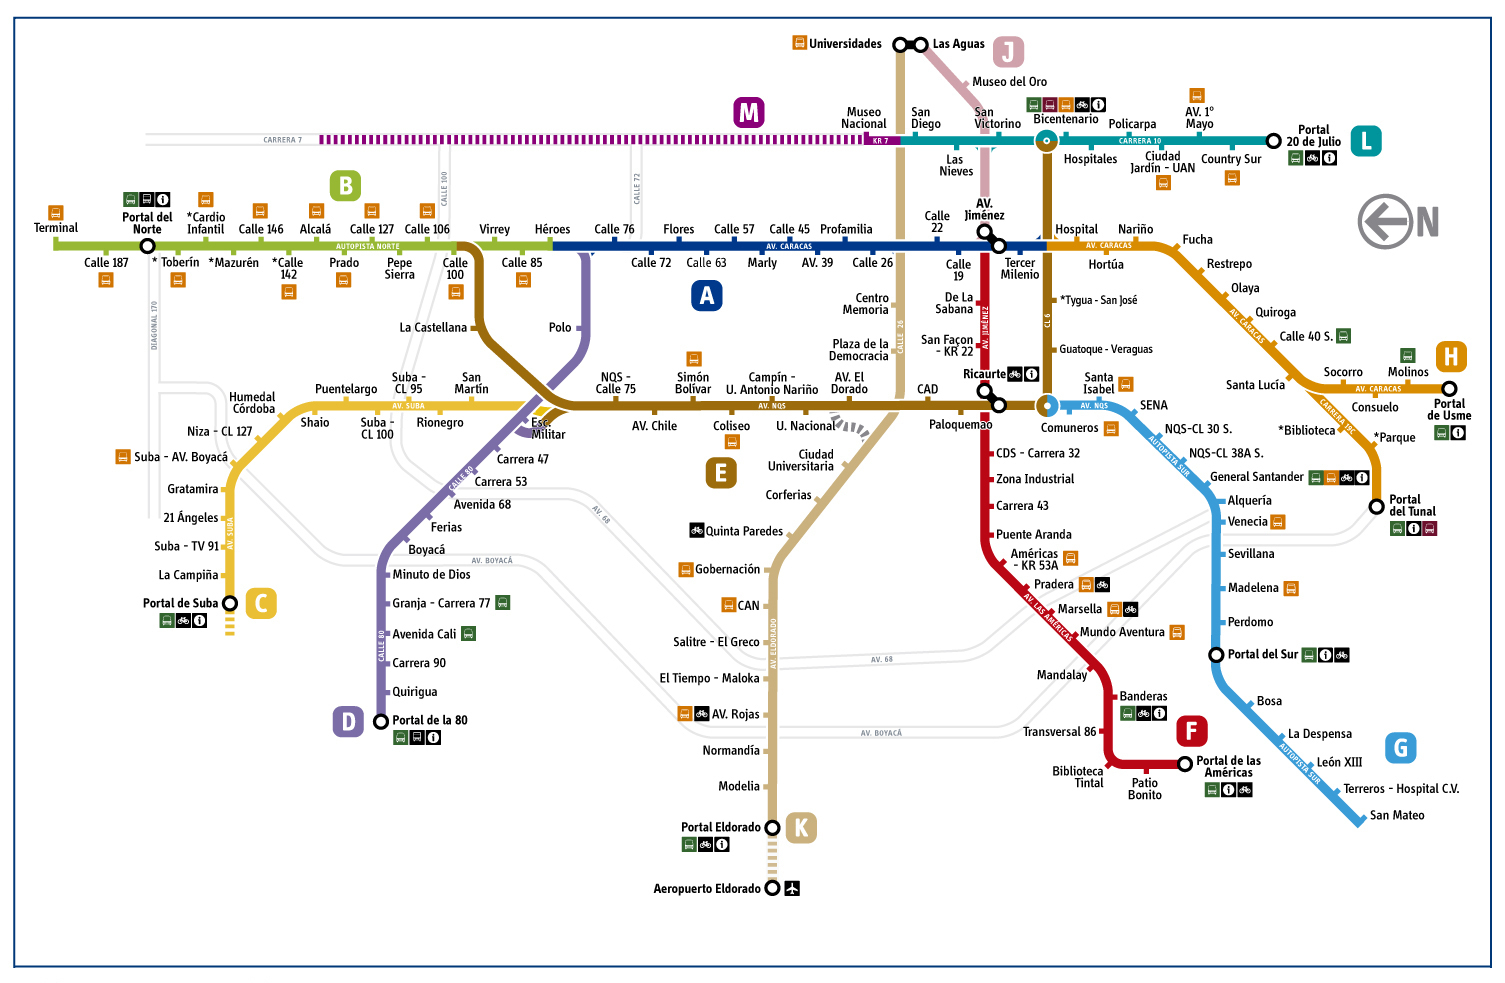 Universidades
Las Aguas
J
Museo del Oro
M
Museo
Nacional
San
Diego
San
Victorino
Bicentenario
Policarpa
AV. 1º
Mayo
Portal
20 de Julio
L
CARRERA 7
KR 7
CARRERA 10
Las
Nieves
Hospitales
Ciudad
Jardín - UAN
Country Sur
CALLE 100
CALLE 72
B
Terminal
Portal del
Norte
*Cardio
Infantil
Calle 146
Alcalá
Calle 127
Calle 106
Virrey
Héroes
Calle 76
Flores
Calle 57
Calle 45
Profamilia
Calle
22
AV.
Jiménez
Hospital
Nariño
N
AUTOPISTA NORTE
AV. CARACAS
AV. CARACAS
Calle 187
* Toberín
*Mazurén
*Calle
142
Prado
Pepe
Sierra
Calle
100
Calle 85
Calle 72
Calle 63
Marly
AV. 39
Calle 26
Calle
19
Tercer
Milenio
Hortúa
Fucha
Restrepo
Olaya
Quiroga
Calle 40 S.
AV. CARACAS
A
Centro
Memoria
De La
Sabana
*Tygua - San José
DIAGONAL 170
La Castellana
Polo
CALLE 26
AV. JIMÉNEZ
CL 6
Plaza de la
Democracia
San Façon
- KR 22
Guatoque - Veraguas
H
Molinos
Socorro
Santa Lucía
AV. CARACAS
Consuelo
Portal
de Usme
CARRERA 19C
*Biblioteca
*Parque
Portal
del Tunal
Humedal
Córdoba
Puentelargo
Suba -
CL 95
San
Martín
NQS -
Calle 75
Simón
Bolívar
Campín -
U. Antonio Nariño
AV. El
Dorado
CAD
Ricaurte
Santa
Isabel
SENA
AV. SUBA
AV. NQS
AV. NQS
Niza - CL 127
Shaio
Suba -
CL 100
Rionegro
Esc.
Militar
AV. Chile
Coliseo
U. Nacional
Paloquemao
Comuneros
NQS-CL 30 S.
NQS-CL 38A S.
General Santander
AUTOPISTA SUR
Suba - AV. Boyacá
Gratamira
21 Ángeles
Suba - TV 91
La Campiña
AV. SUBA
Portal de Suba
C
Carrera 47
Carrera 53
Avenida 68
Ferias
Boyacá
CALLE 80
Minuto de Dios
Granja - Carrera 77
Avenida Cali
Carrera 90
Quirigua
CALLE 80
D
Portal de la 80
AV. 68
AV. BOYACÁ
E
Ciudad
Universitaria
Corferias
Quinta Paredes
Gobernación
CAN
Salitre - El Greco
El Tiempo - Maloka
AV. Rojas
Normandía
Modelia
AV. ELDORADO
Portal Eldorado
K
Aeropuerto Eldorado
AV. 68
AV. BOYACÁ
CDS - Carrera 32
Zona Industrial
Carrera 43
Puente Aranda
Américas
- KR 53A
Pradera
Marsella
Mundo Aventura
AV. LAS AMÉRICAS
Mandalay
Banderas
Transversal 86
Biblioteca
Tintal
Patio
Bonito
F
Portal de las
Américas
Alquería
Venecia
Sevillana
Madelena
Perdomo
Portal del Sur
Bosa
La Despensa
León XIII
Terreros - Hospital C.V.
San Mateo
AUTOPISTA SUR
G